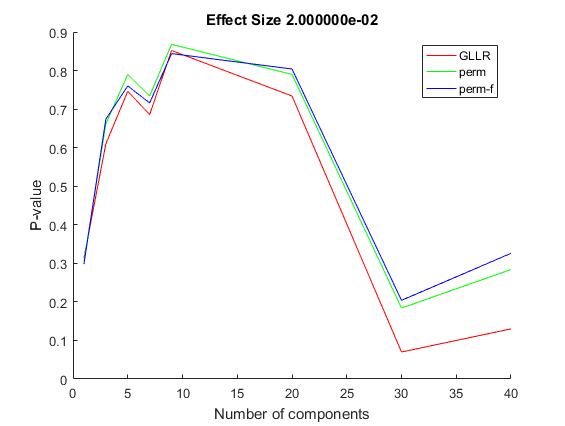 Effect Size 2.000000e-02
GLLR
perm
perm-f
P-value
0.9
0.8
0.7
0.6
0.5
0.4
0.3
0.2
0.1
0
0 5 10 15 20 25 30 35 40
Number of components